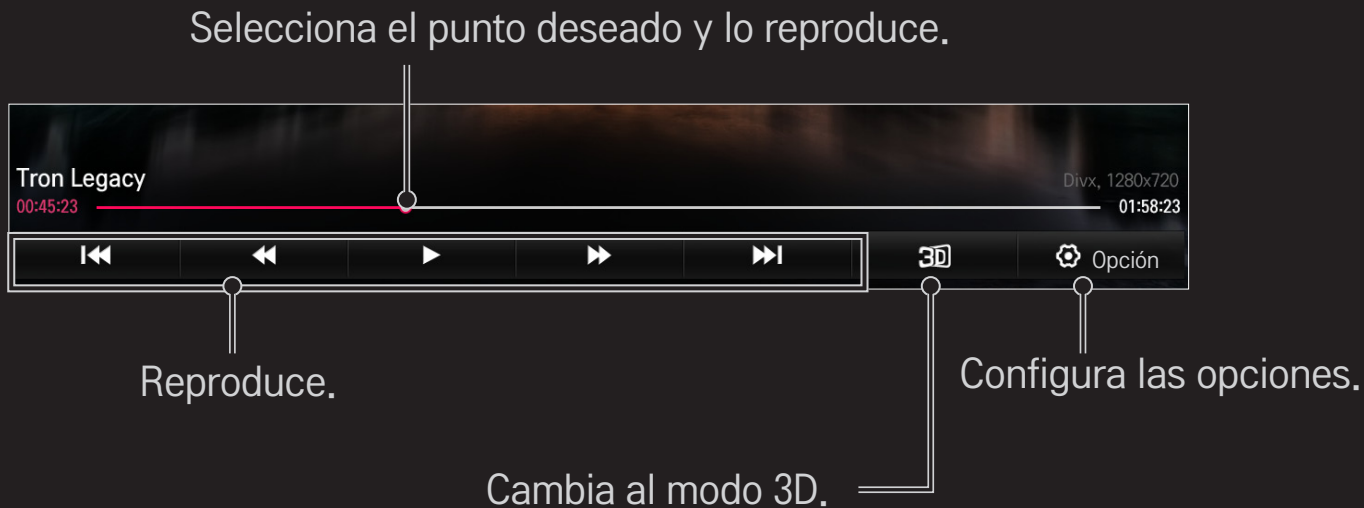 Selecciona el punto deseado y lo reproduce.
Tron Legacy
Divx, 1280x720
00:45:23
01:58:23
3D
Opción
Reproduce.
Configura las opciones.
Cambia al modo 3D.